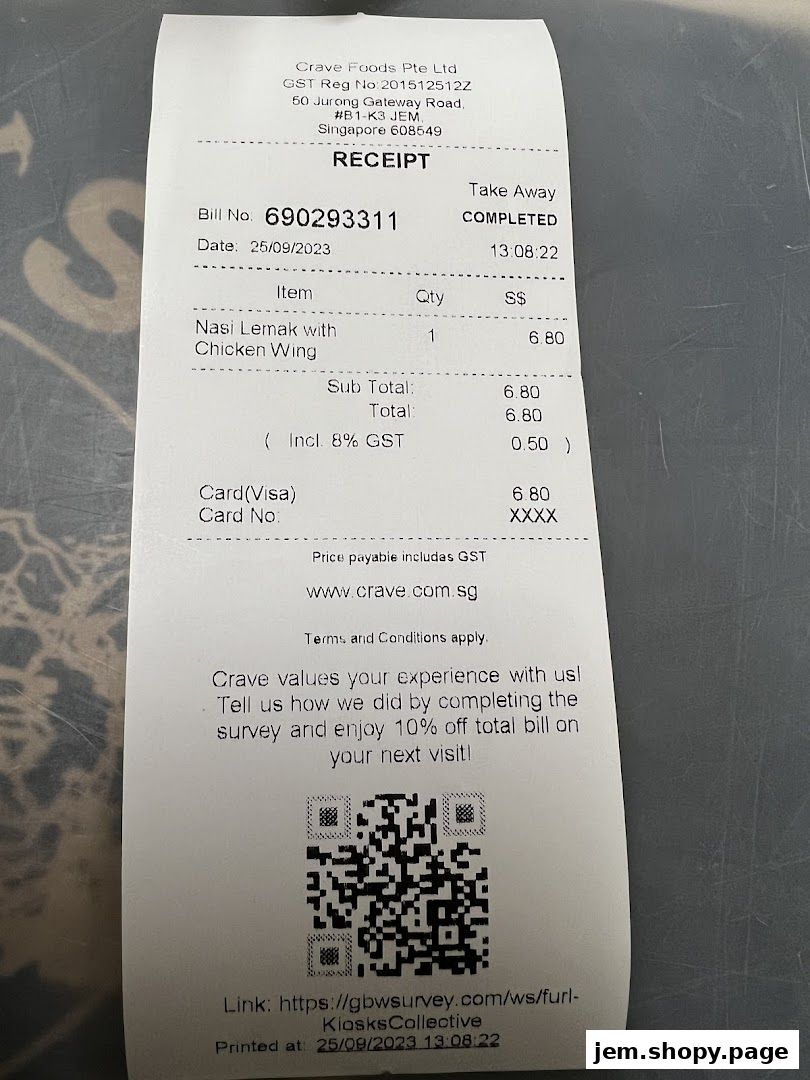 Crave Foods Pte Ltd
GST Reg No:201512512Z
50 Jurong Gateway Road,
#B1-K3 JEM,
Singapore 608549
RECEIPT
Take Away
Bill No: 690293311 COMPLETED
Date: 25/09/2023 13:08:22
Item Qty S$
Nasi Lemak with 1 6.80
Chicken Wing
Sub Total: 6.80
Total: 6.80
( Incl. 8% GST 0.50 )
Card(Visa) 6.80
Card No: XXXX
Price payable includes GST
www.crave.com.sg
Terms and Conditions apply.
Crave values your experience with us!
Tell us how we did by completing the
survey and enjoy 10% off total bill on
your next visit!
Link: https://gbwsurvey.com/ws/furl-
KiosksCollective
Printed at: 25/09/2023 13:08:22
jem.shopy.page